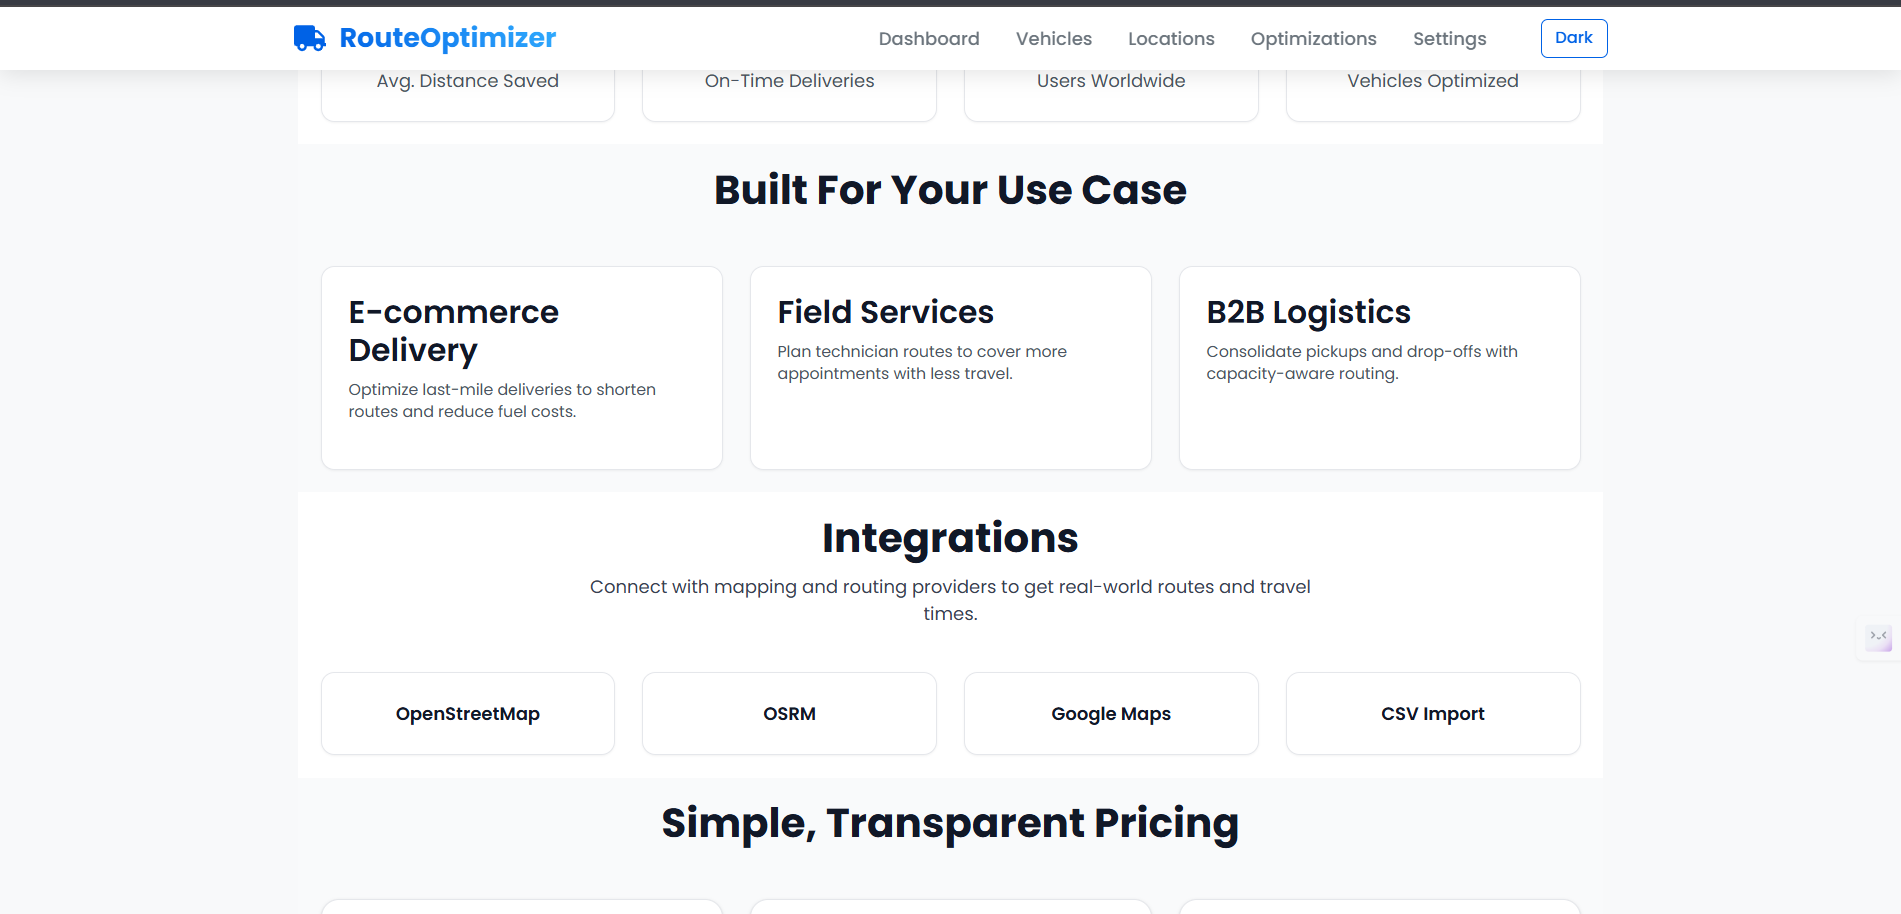 RouteOptimizer
Dashboard
Vehicles
Locations
Optimizations
Settings
Dark
Avg. Distance Saved
On-Time Deliveries
Users Worldwide
Vehicles Optimized
Built For Your Use Case
E-commerce
Delivery
Optimize last-mile deliveries to shorten
routes and reduce fuel costs.
Field Services
Plan technician routes to cover more
appointments with less travel.
B2B Logistics
Consolidate pickups and drop-offs with
capacity-aware routing.
Integrations
Connect with mapping and routing providers to get real-world routes and travel
times.
OpenStreetMap
OSRM
Google Maps
CSV Import
Simple, Transparent Pricing